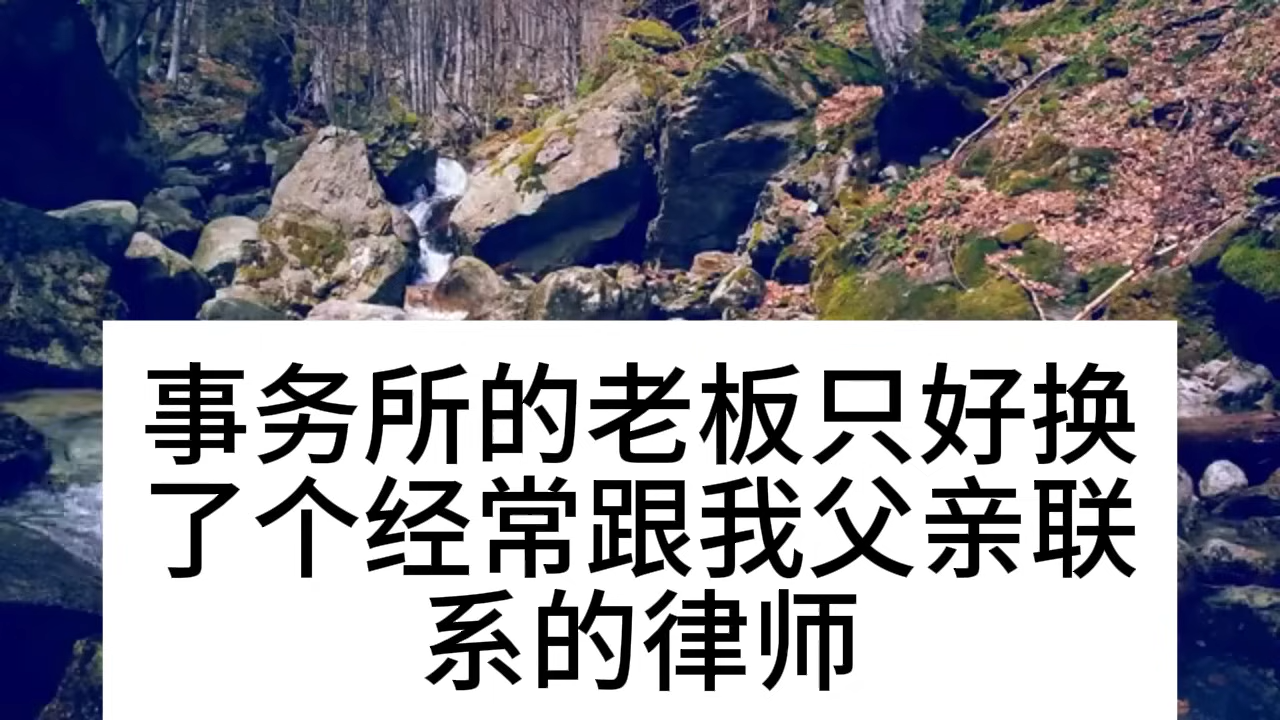 事务所的老板只好换
了个经常跟我父亲联
系的律师